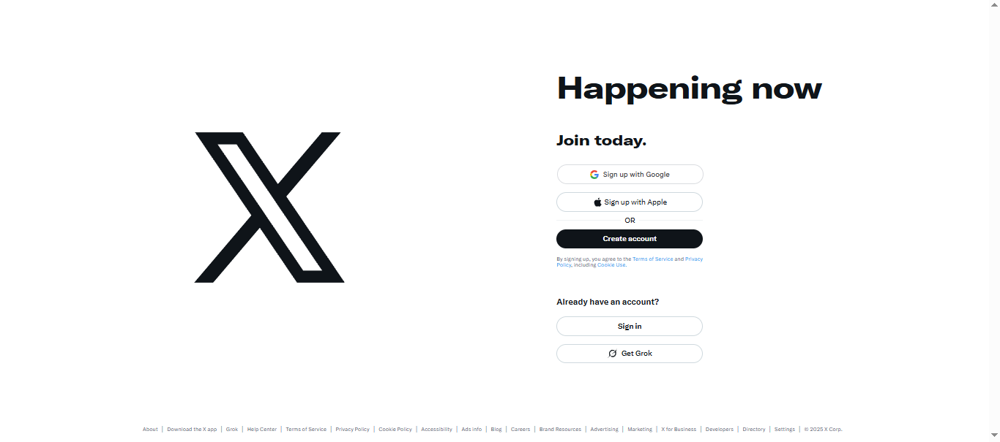 Happening now
Join today.
Sign up with Google
Sign up with Apple
OR
Create account
By signing up, you agree to the Terms of Service and Privacy
Policy, including Cookie Use.
Already have an account?
Sign in
Get Grok
About | Download the X app | Grok | Help Center | Terms of Service | Privacy Policy | Cookie Policy | Accessibility | Ads info | Blog | Careers | Brand Resources | Advertising | Marketing | X for Business | Developers | Directory | Settings | © 2025 X Corp.